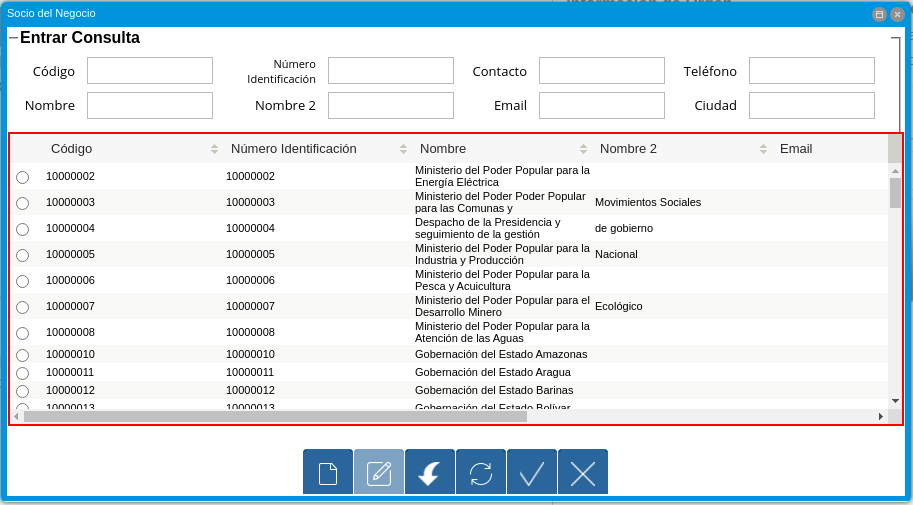 Socio del Negocio
Entrar Consulta
Código
Número
Identificación
Contacto
Teléfono
Nombre
Nombre 2
Email
Ciudad
Código Número Identificación Nombre Nombre 2 Email
10000002 10000002 Ministerio del Poder Popular para la
Energía Eléctrica
10000003 10000003 Ministerio del Poder Poder Popular
para las Comunas y Movimientos Sociales
10000004 10000004 Despacho de la Presidencia y
seguimiento de la gestión de gobierno
10000005 10000005 Ministerio del Poder Popular para la
Industria y Producción Nacional
10000006 10000006 Ministerio del Poder Popular para la
Pesca y Acuicultura
10000007 10000007 Ministerio del Poder Popular para el
Desarrollo Minero Ecológico
10000008 10000008 Ministerio del Poder Popular para la
Atención de las Aguas
10000010 10000010 Gobernación del Estado Amazonas
10000011 10000011 Gobernación del Estado Aragua
10000012 10000012 Gobernación del Estado Barinas
10000013 10000013 Gobernación del Estado Bolívar